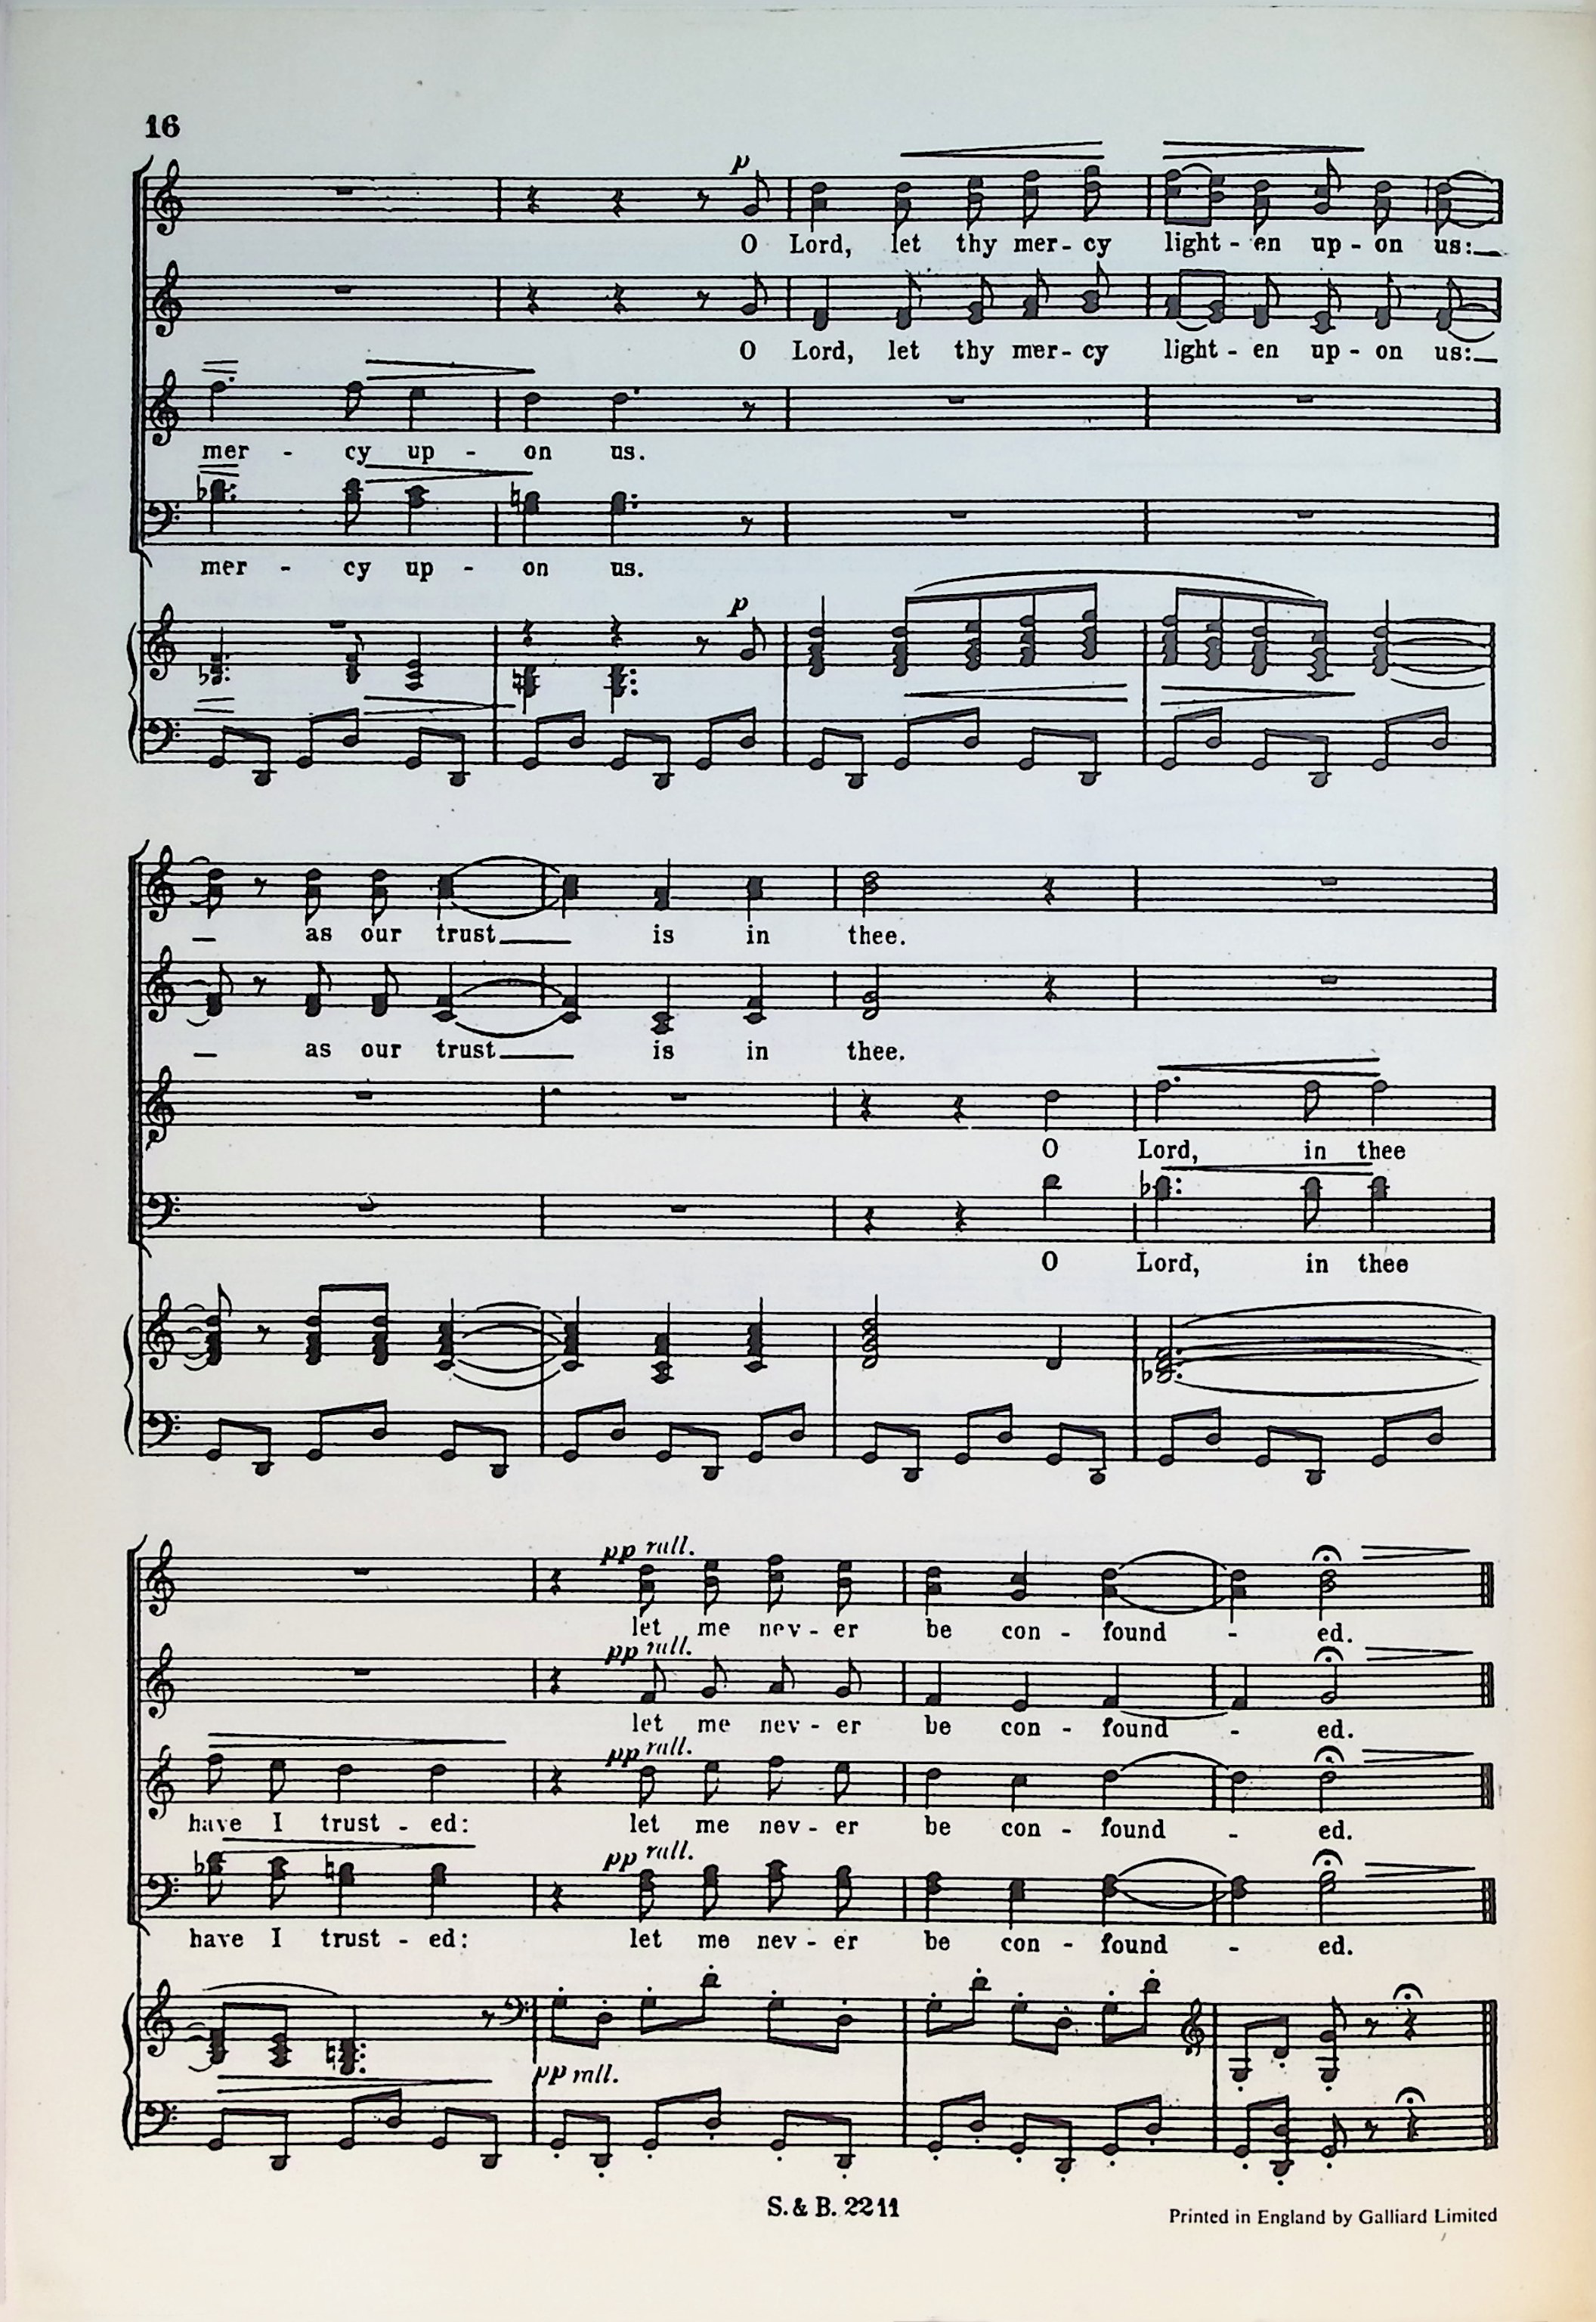 16
p
O Lord, let thy mer - cy light - en up - on us:
O Lord, let thy mer - cy light - en up - on us:
mer - cy up - on us.
mer - cy up - on us.
p
as our trust is in thee.
as our trust is in thee.
O Lord, in thee
O Lord, in thee
pp rall.
let me nev - er be con - found - ed.
pp rall.
let me nev - er be con - found - ed.
pp rall.
have I trust - ed: let me nev - er be con - found - ed.
pp rall.
have I trust - ed: let me nev - er be con - found - ed.
pp rall.
S. & B. 2211
Printed in England by Galliard Limited